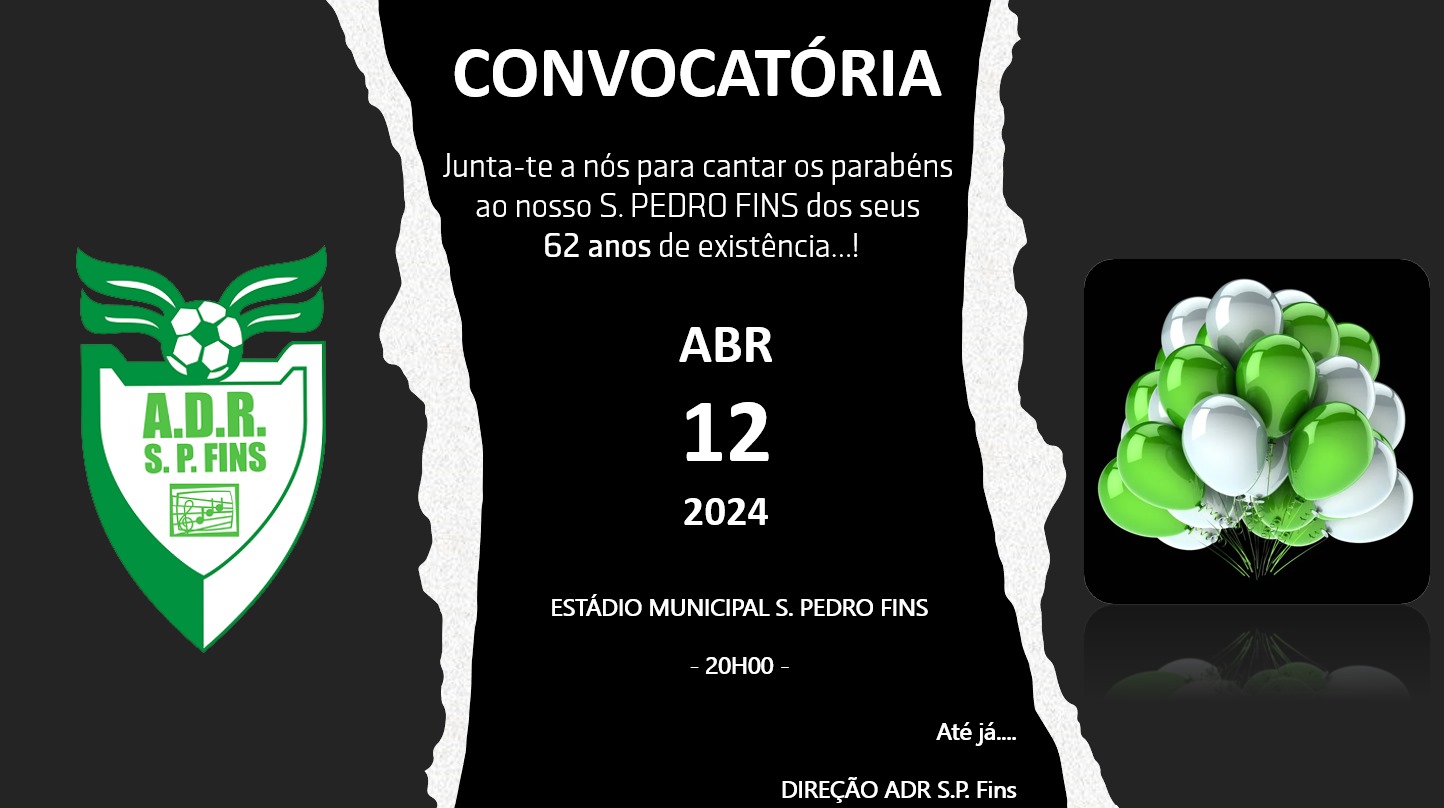 CONVOCATÓRIA
Junta-te a nós para cantar os parabéns
ao nosso S. PEDRO FINS dos seus
62 anos de existência...!
A.D.R.
S. P. FINS
ABR
12
2024
ESTÁDIO MUNICIPAL S. PEDRO FINS
- 20H00 -
Até já....
DIREÇÃO ADR S.P. Fins